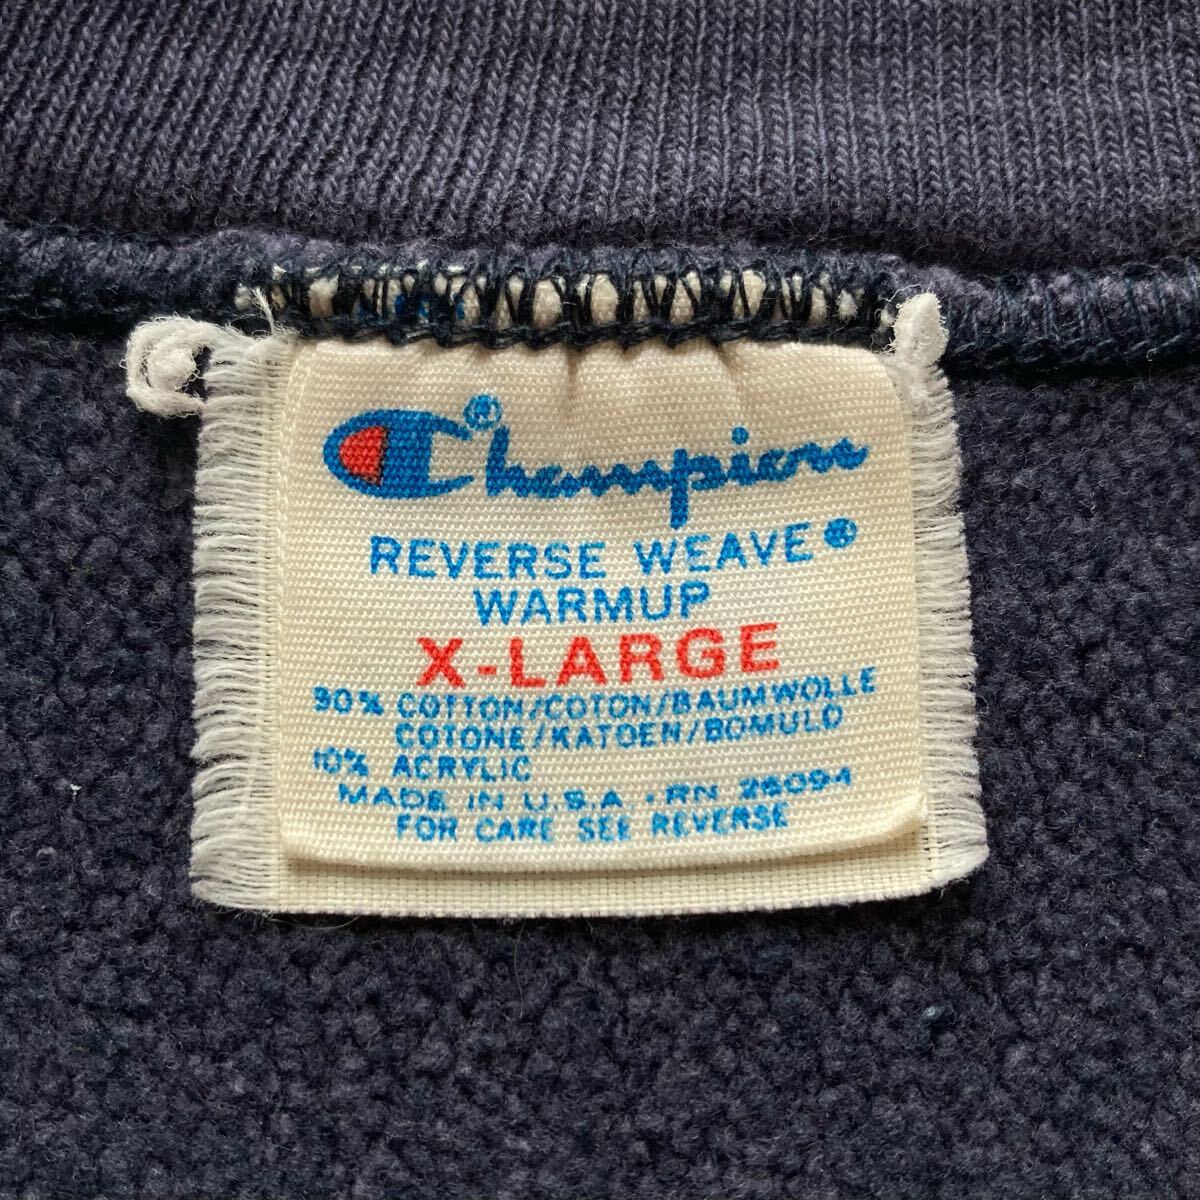 Champion®
REVERSE WEAVE®
WARMUP
X-LARGE
90% COTTON/COTON/BAUMWOLLE
COTONE/KATOEN/BOMULD
10% ACRYLIC
MADE IN U.S.A. • RN 26094
FOR CARE SEE REVERSE